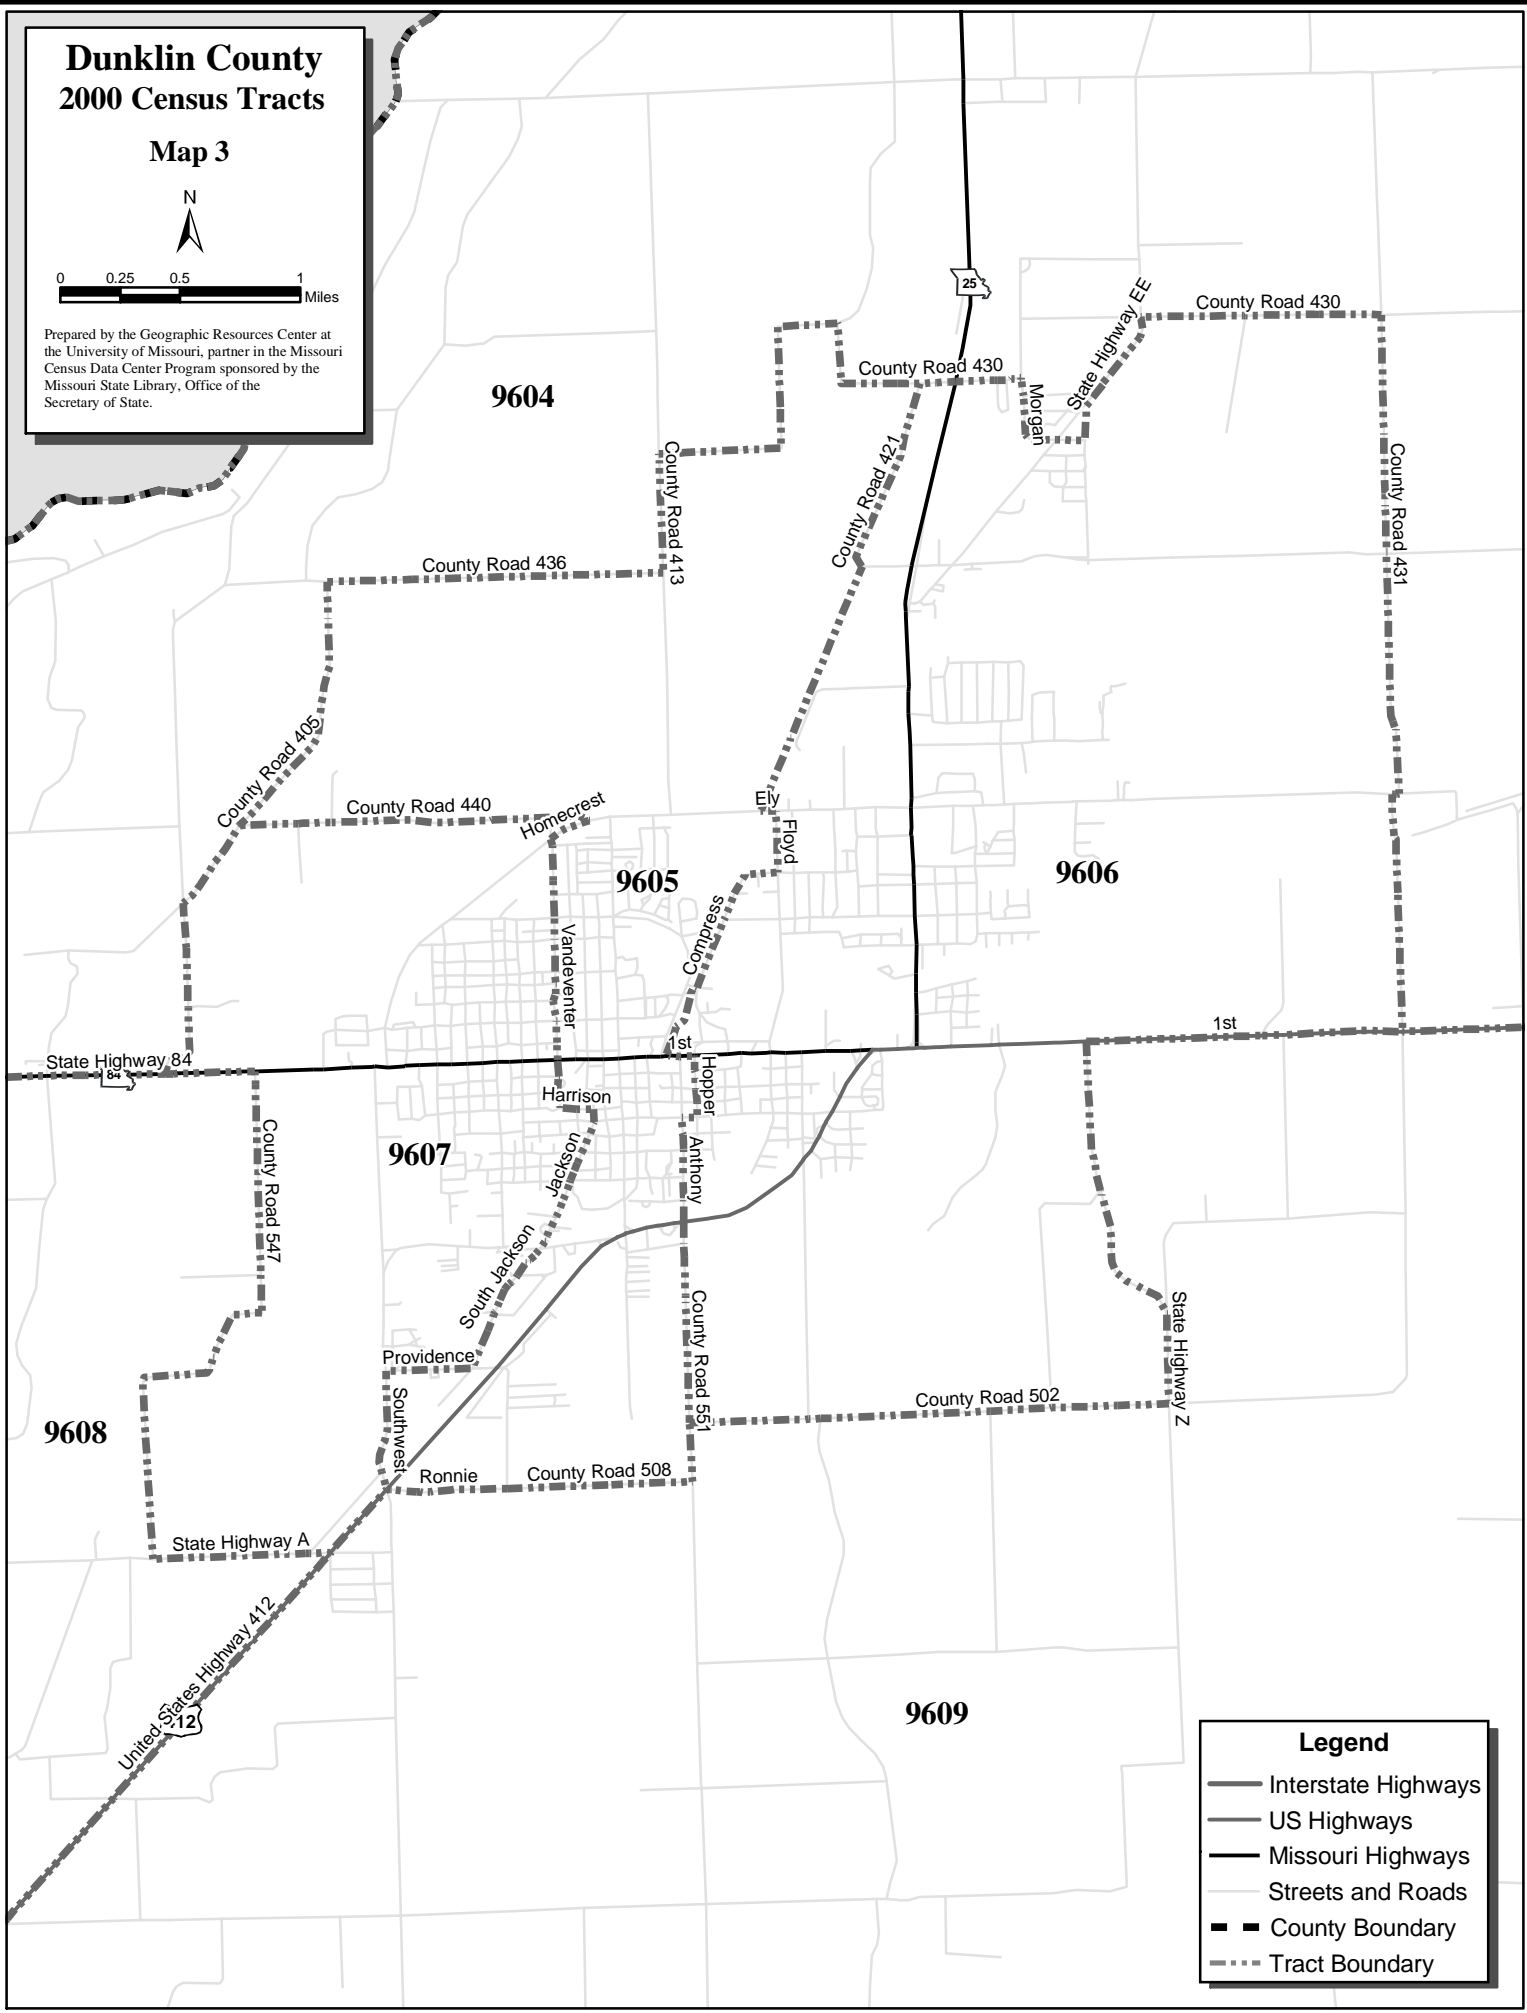 Dunklin County
2000 Census Tracts
Map 3
N
0 0.25 0.5 1
Miles
Prepared by the Geographic Resources Center at
the University of Missouri, partner in the Missouri
Census Data Center Program sponsored by the
Missouri State Library, Office of the
Secretary of State.
25
State Highway EE
County Road 430
County Road 430
Morgan
9604
County Road 413
County Road 421
County Road 431
County Road 436
County Road 405
County Road 440
Homecrest
Ely
Floyd
9605
9606
Compress
Vandeventer
1st
1st
State Highway 84
84
Hopper
Harrison
County Road 547
9607
Jackson
Anthony
South Jackson
County Road 551
State Highway Z
Providence
Southwest
County Road 502
9608
Ronnie
County Road 508
State Highway A
United States Highway 412
12
9609
Legend
Interstate Highways
US Highways
Missouri Highways
Streets and Roads
County Boundary
Tract Boundary